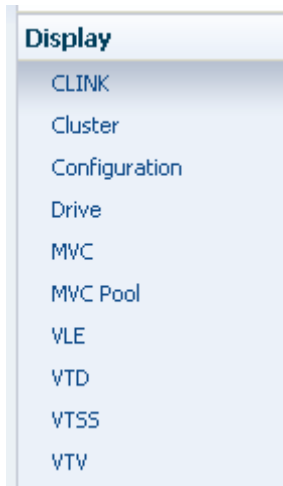 Display
CLINK
Cluster
Configuration
Drive
MVC
MVC Pool
VLE
VTD
VTSS
VTV